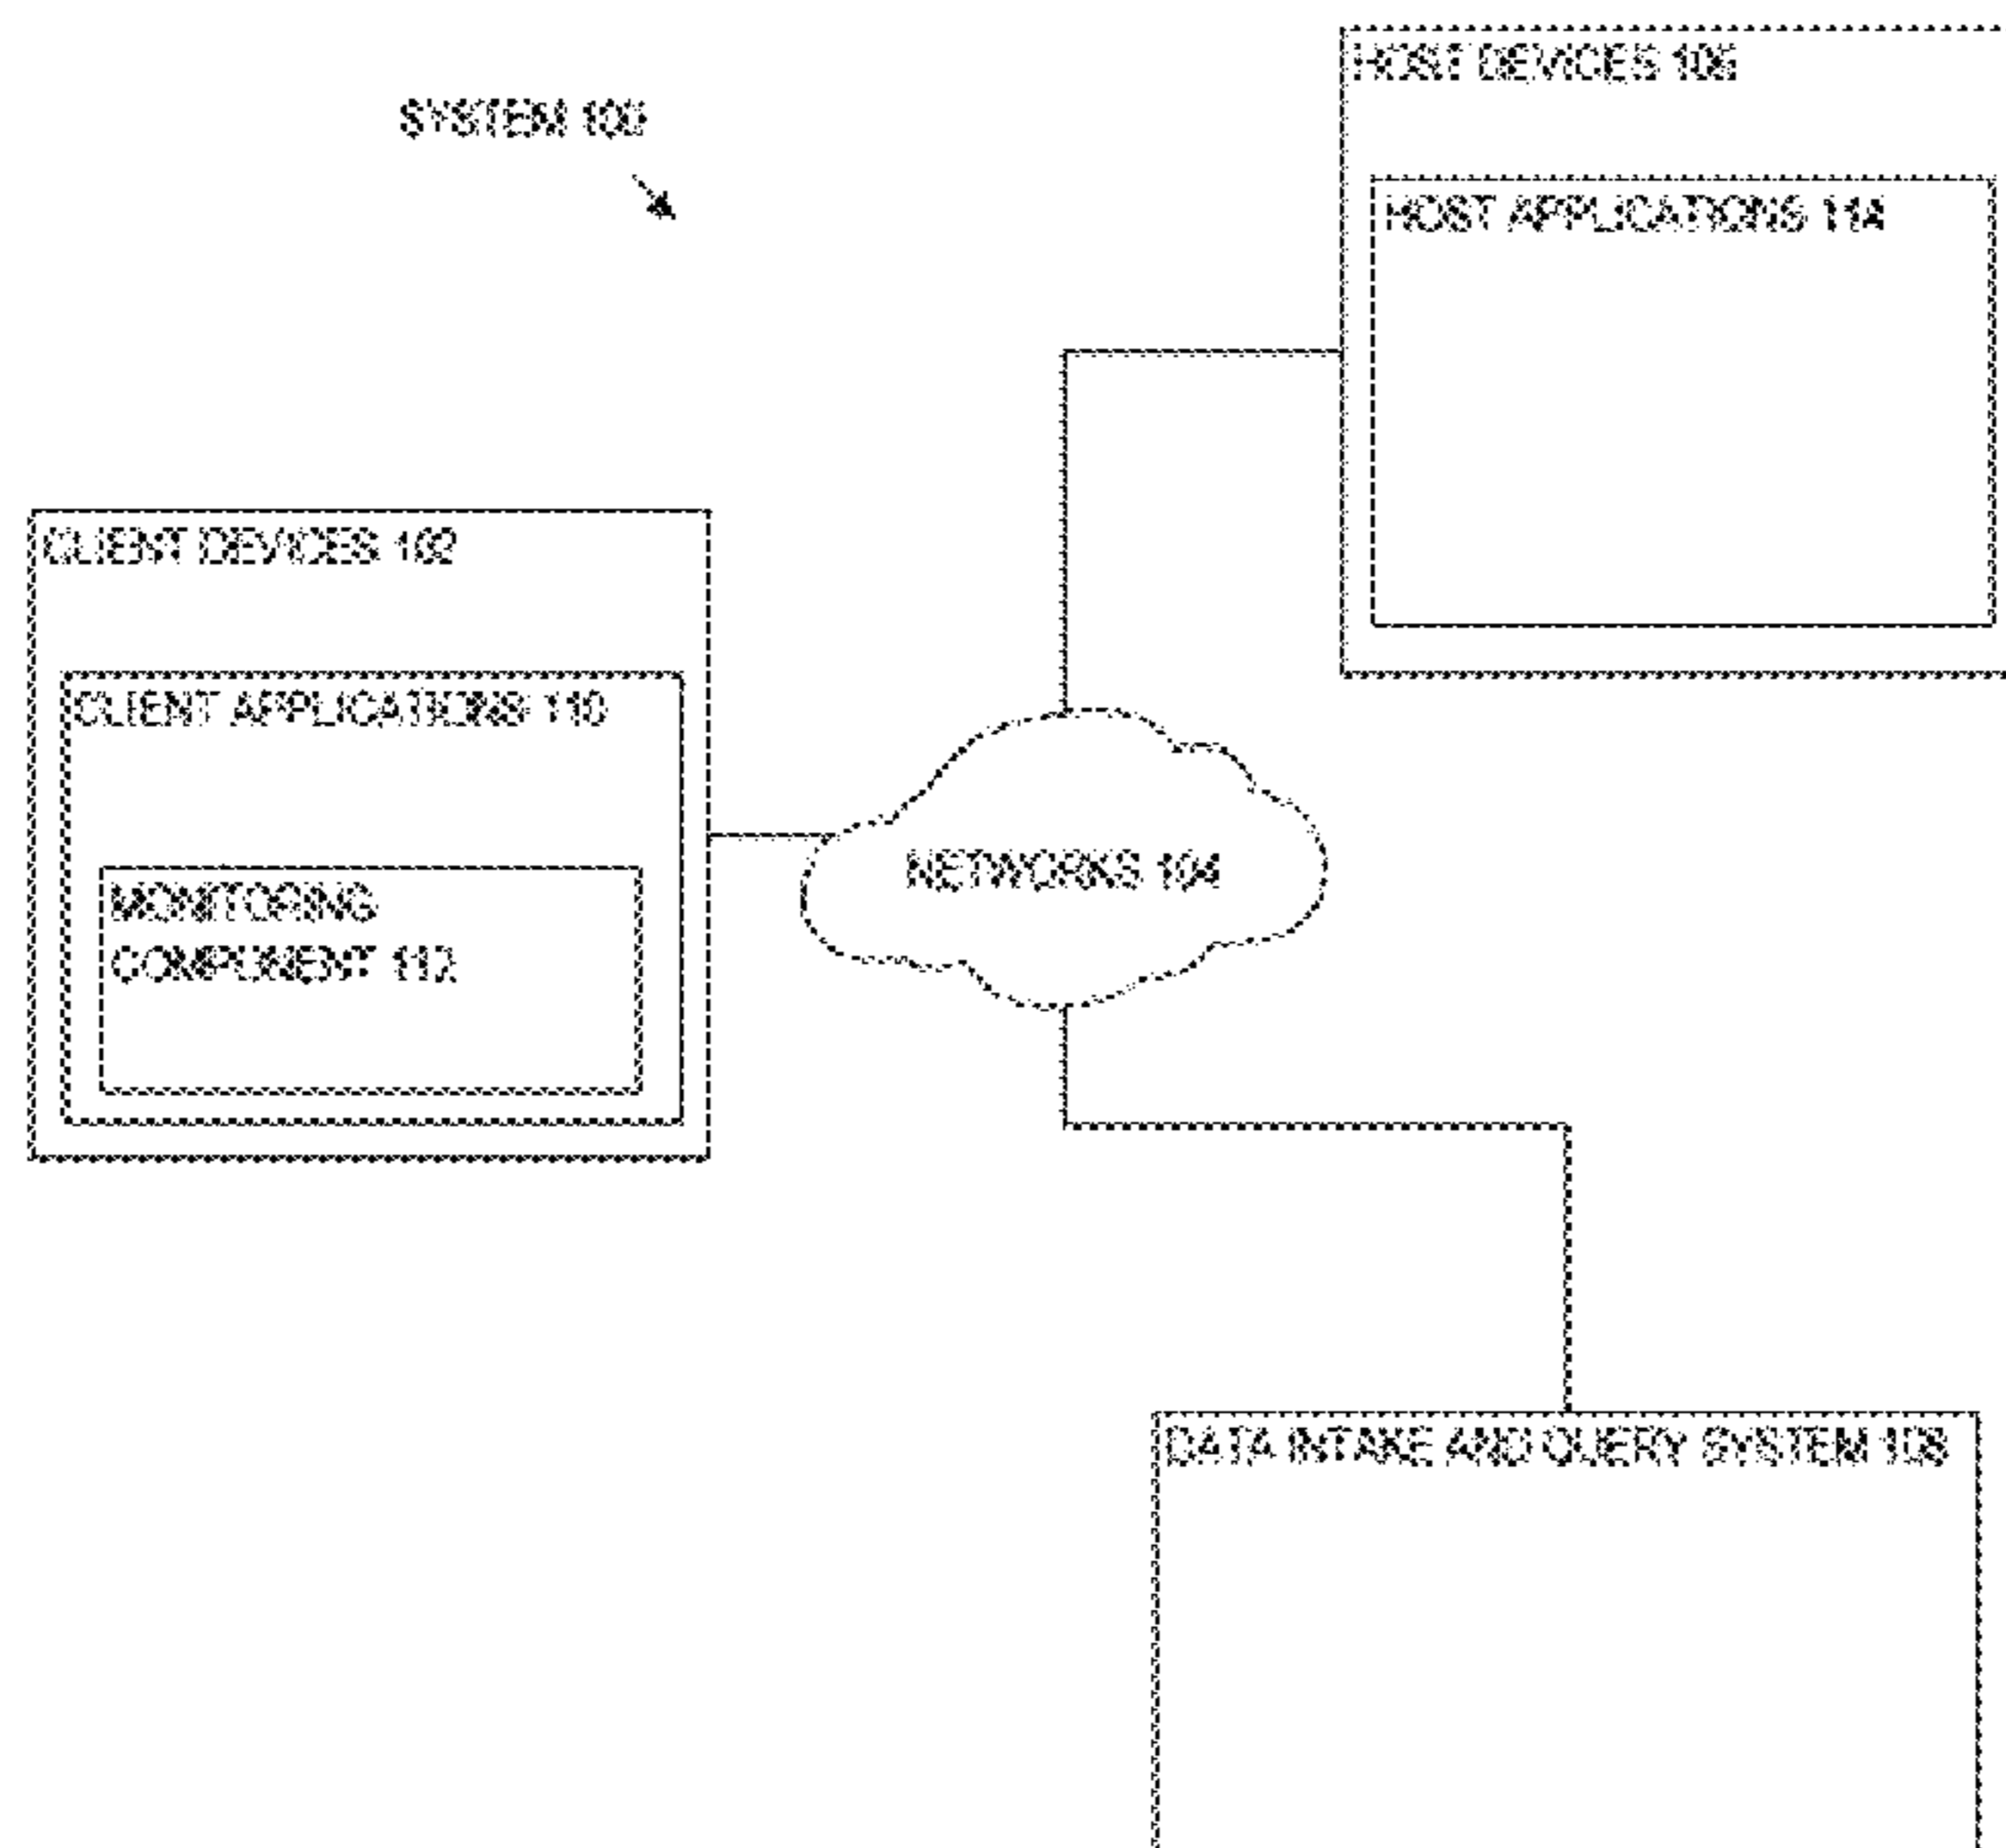 SYSTEM 100
HOST DEVICES 106
HOST APPLICATIONS 114
CLIENT DEVICES 102
CLIENT APPLICATIONS 110
MONITORING
COMPONENT 112
NETWORKS 104
DATA INTAKE AND QUERY SYSTEM 108